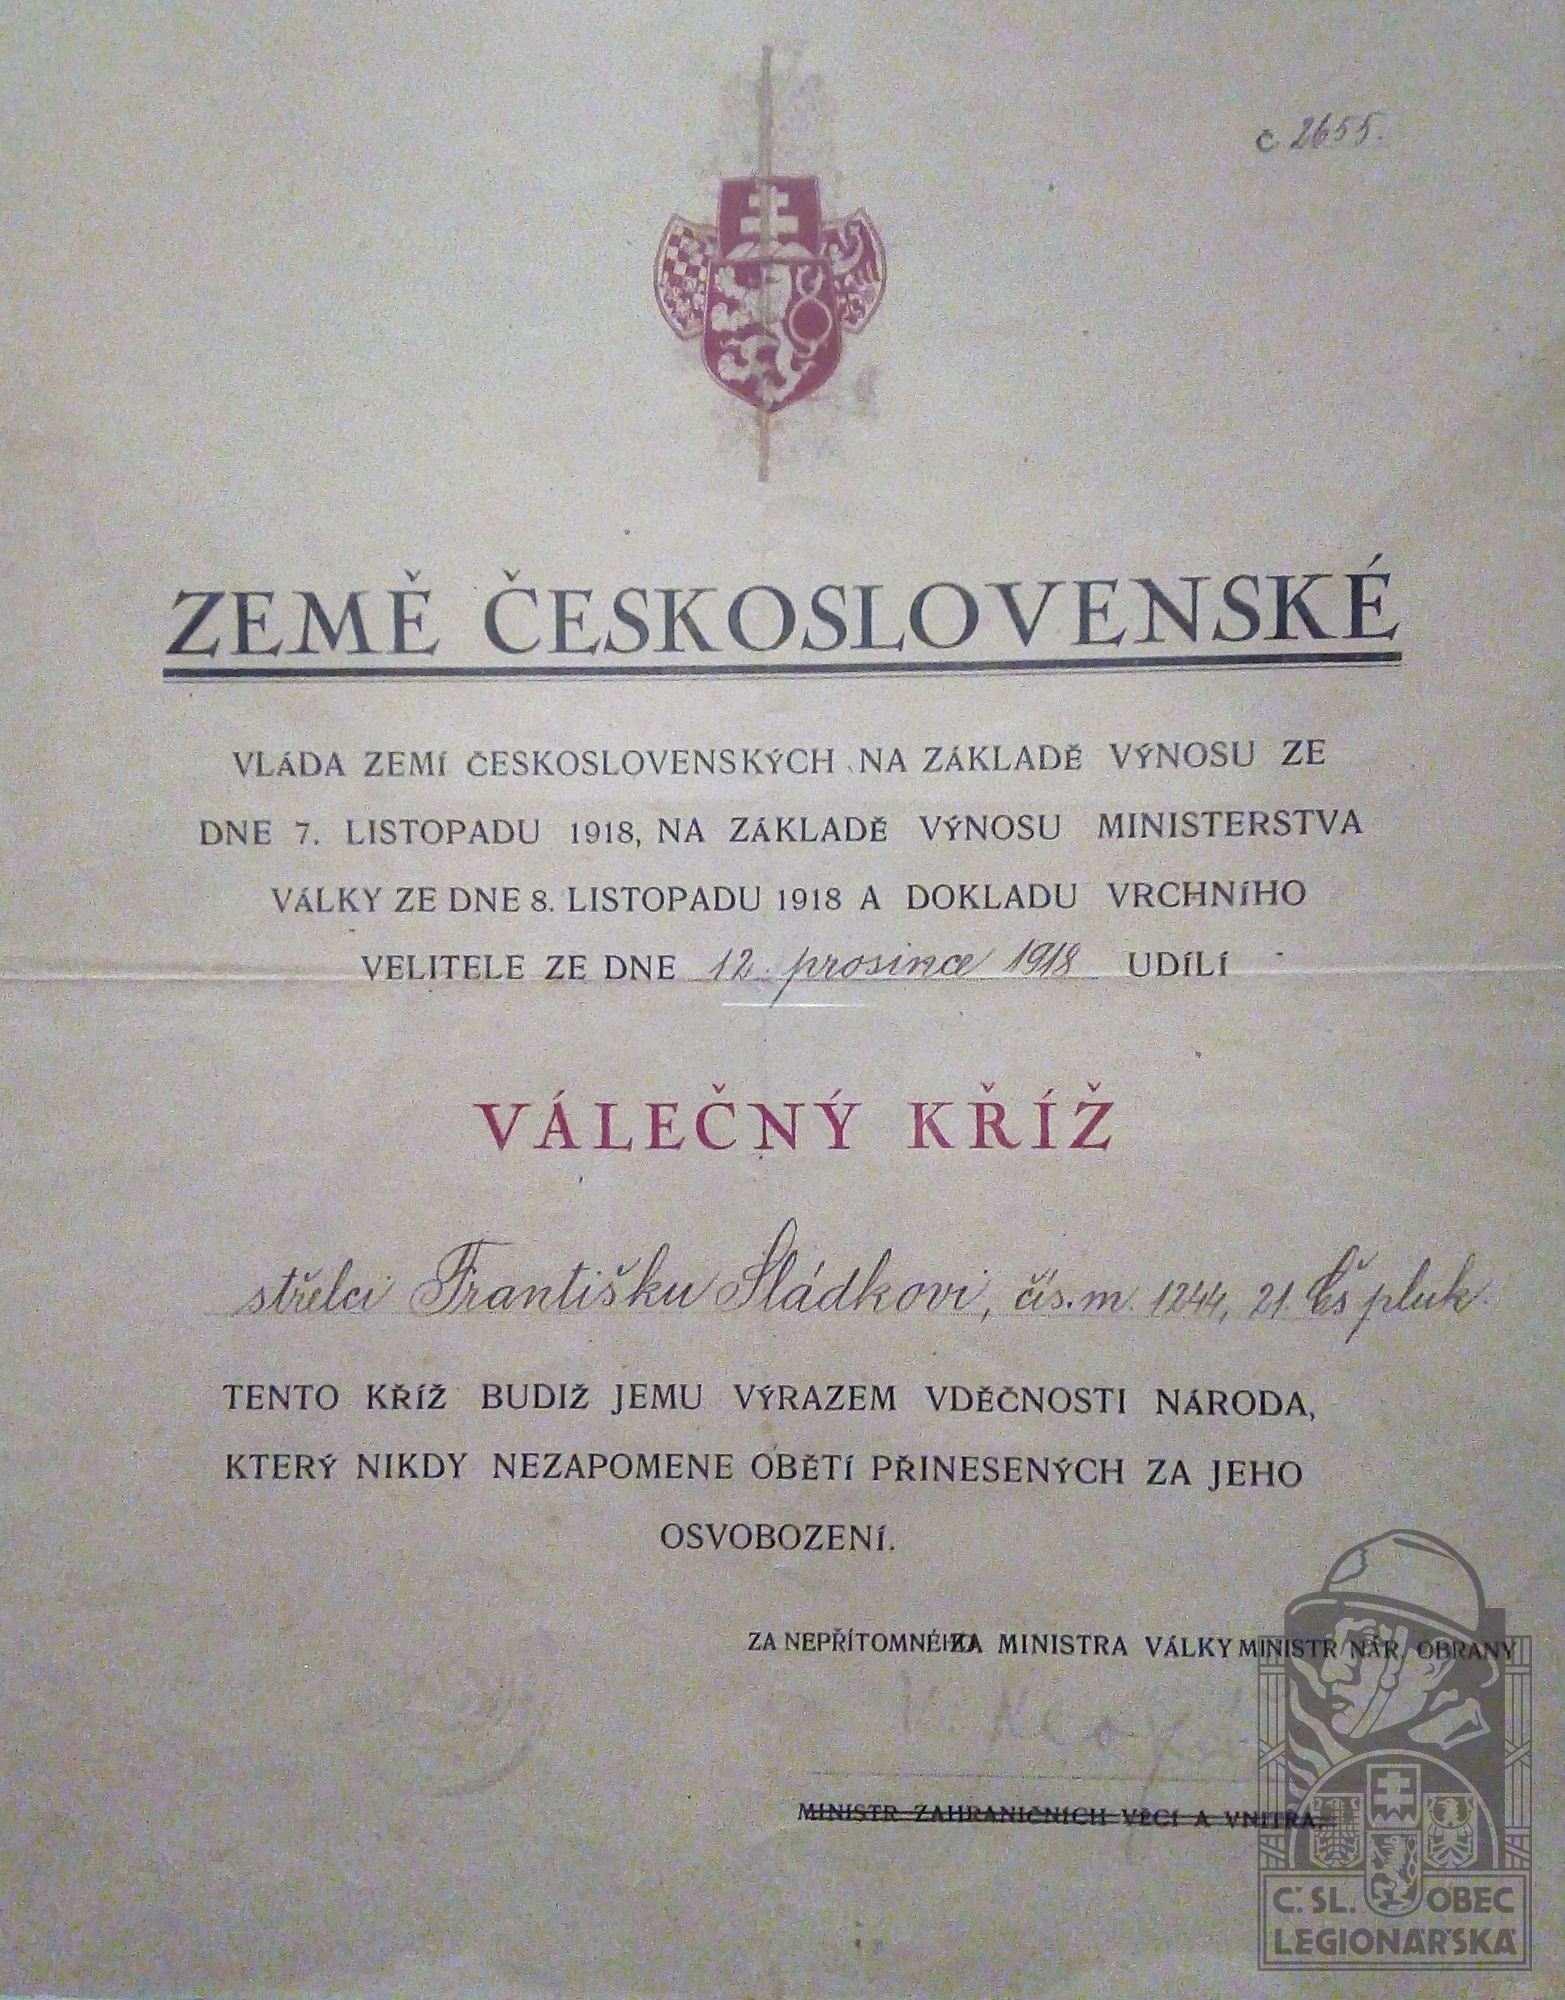 č 2655.
ZEMĚ ČESKOSLOVENSKÉ
VLÁDA ZEMÍ ČESKOSLOVENSKÝCH NA ZÁKLADĚ VÝNOSU ZE
DNE 7. LISTOPADU 1918, NA ZÁKLADĚ VÝNOSU MINISTERSTVA
VÁLKY ZE DNE 8. LISTOPADU 1918 A DOKLADU VRCHNÍHO
VELITELE ZE DNE 12. prosince 1918 UDÍLÍ
VÁLEČNÝ KŘÍŽ
střelci Františku Sládkovi, čís. m. 1244, 21. čs pluk.
TENTO KŘÍŽ BUDIŽ JEMU VÝRAZEM VDĚČNOSTI NÁRODA,
KTERÝ NIKDY NEZAPOMENE OBĚTÍ PŘINESENÝCH ZA JEHO
OSVOBOZENÍ.
ZA NEPŘÍTOMNÉHO ZA MINISTRA VÁLKY MINISTR NÁR. OBRANY
MINISTR ZAHRANIČNÍCH VĚCÍ A VNITRA.
Č. SL. OBEC
LEGIONÁŘSKÁ